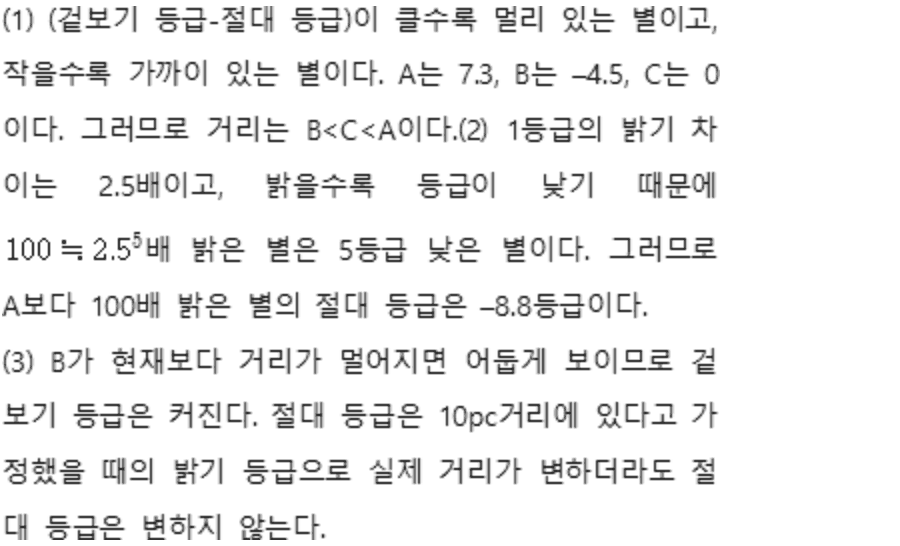 (1) (겉보기 등급-절대 등급)이 클수록 멀리 있는 별이고,
작을수록 가까이 있는 별이다. A는 7.3, B는 –4.5, C는 0
이다. 그러므로 거리는 B<C<A이다.(2) 1등급의 밝기 차
이는 2.5배이고, 밝을수록 등급이 낮기 때문에
100≒2.5⁵배 밝은 별은 5등급 낮은 별이다. 그러므로
A보다 100배 밝은 별의 절대 등급은 –8.8등급이다.
(3) B가 현재보다 거리가 멀어지면 어둡게 보이므로 겉
보기 등급은 커진다. 절대 등급은 10pc거리에 있다고 가
정했을 때의 밝기 등급으로 실제 거리가 변하더라도 절
대 등급은 변하지 않는다.